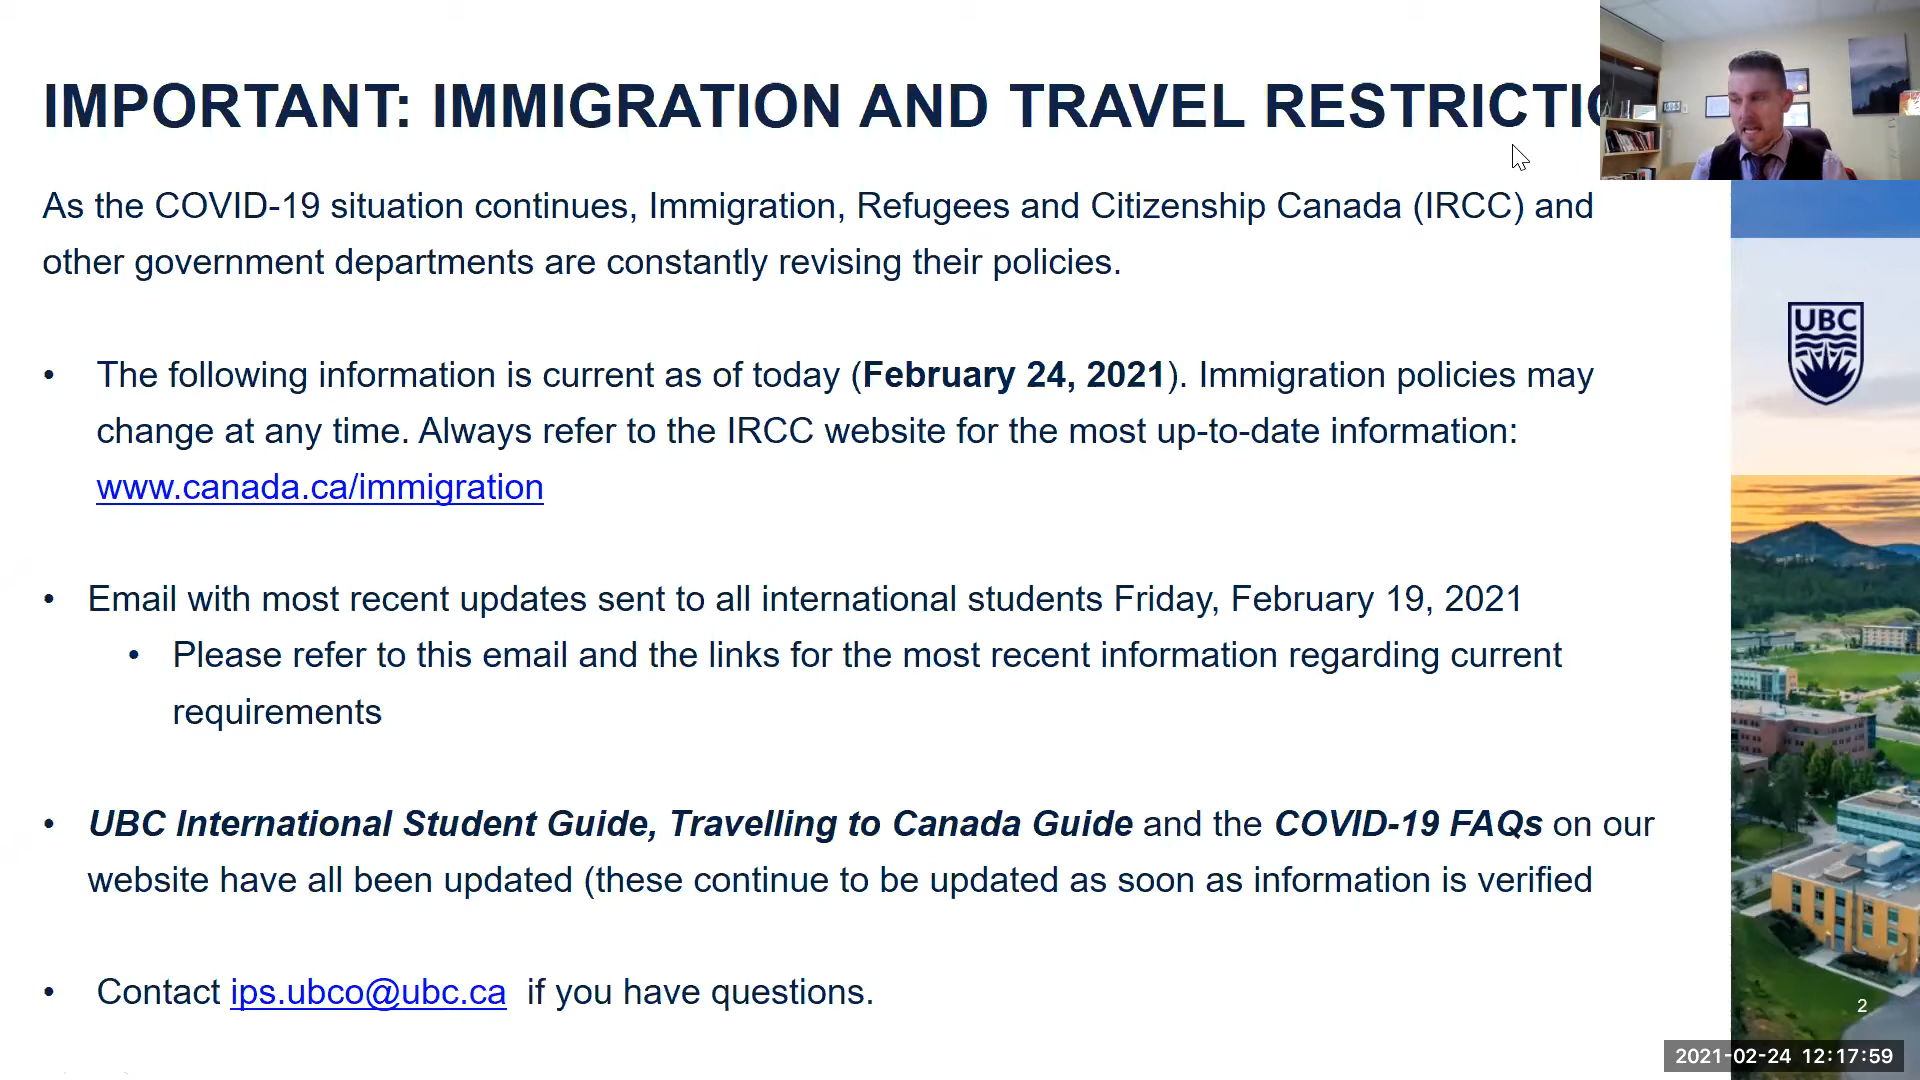 IMPORTANT: IMMIGRATION AND TRAVEL
As the COVID-19 situation continues, Immigration, Refugees and Citizenship Canada (IRCC) and
other government departments are constantly revising their policies.
• The following information is current as of today (February 24, 2021). Immigration policies may
change at any time. Always refer to the IRCC website for the most up-to-date information:
www.canada.ca/immigration
• Email with most recent updates sent to all international students Friday, February 19, 2021
• Please refer to this email and the links for the most recent information regarding current
requirements
• UBC International Student Guide, Travelling to Canada Guide and the COVID-19 FAQs on our
website have all been updated (these continue to be updated as soon as information is verified
• Contact ips.ubco@ubc.ca if you have questions.
UBC
2
2021-02-24 12:17:59